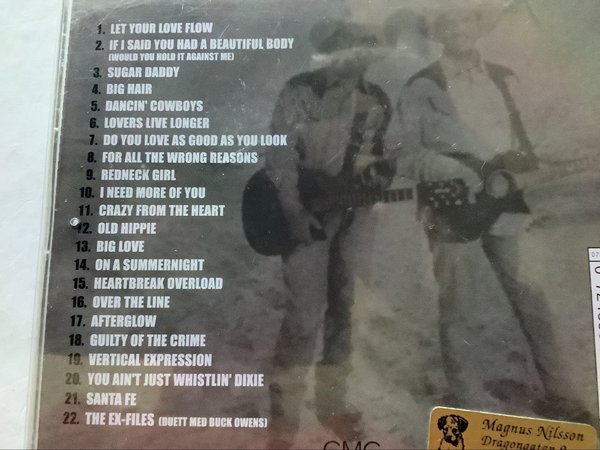 1. LET YOUR LOVE FLOW
2. IF I SAID YOU HAD A BEAUTIFUL BODY
(WOULD YOU HOLD IT AGAINST ME)
3. SUGAR DADDY
4. BIG HAIR
5. DANCIN' COWBOYS
6. LOVERS LIVE LONGER
7. DO YOU LOVE AS GOOD AS YOU LOOK
8. FOR ALL THE WRONG REASONS
9. REDNECK GIRL
10. I NEED MORE OF YOU
11. CRAZY FROM THE HEART
12. OLD HIPPIE
13. BIG LOVE
14. ON A SUMMERNIGHT
15. HEARTBREAK OVERLOAD
16. OVER THE LINE
17. AFTERGLOW
18. GUILTY OF THE CRIME
19. VERTICAL EXPRESSION
20. YOU AIN'T JUST WHISTLIN' DIXIE
21. SANTA FE
22. THE EX-FILES (DUETT MED BUCK OWENS)
CMC
Magnus Nilsson
Dragongatan